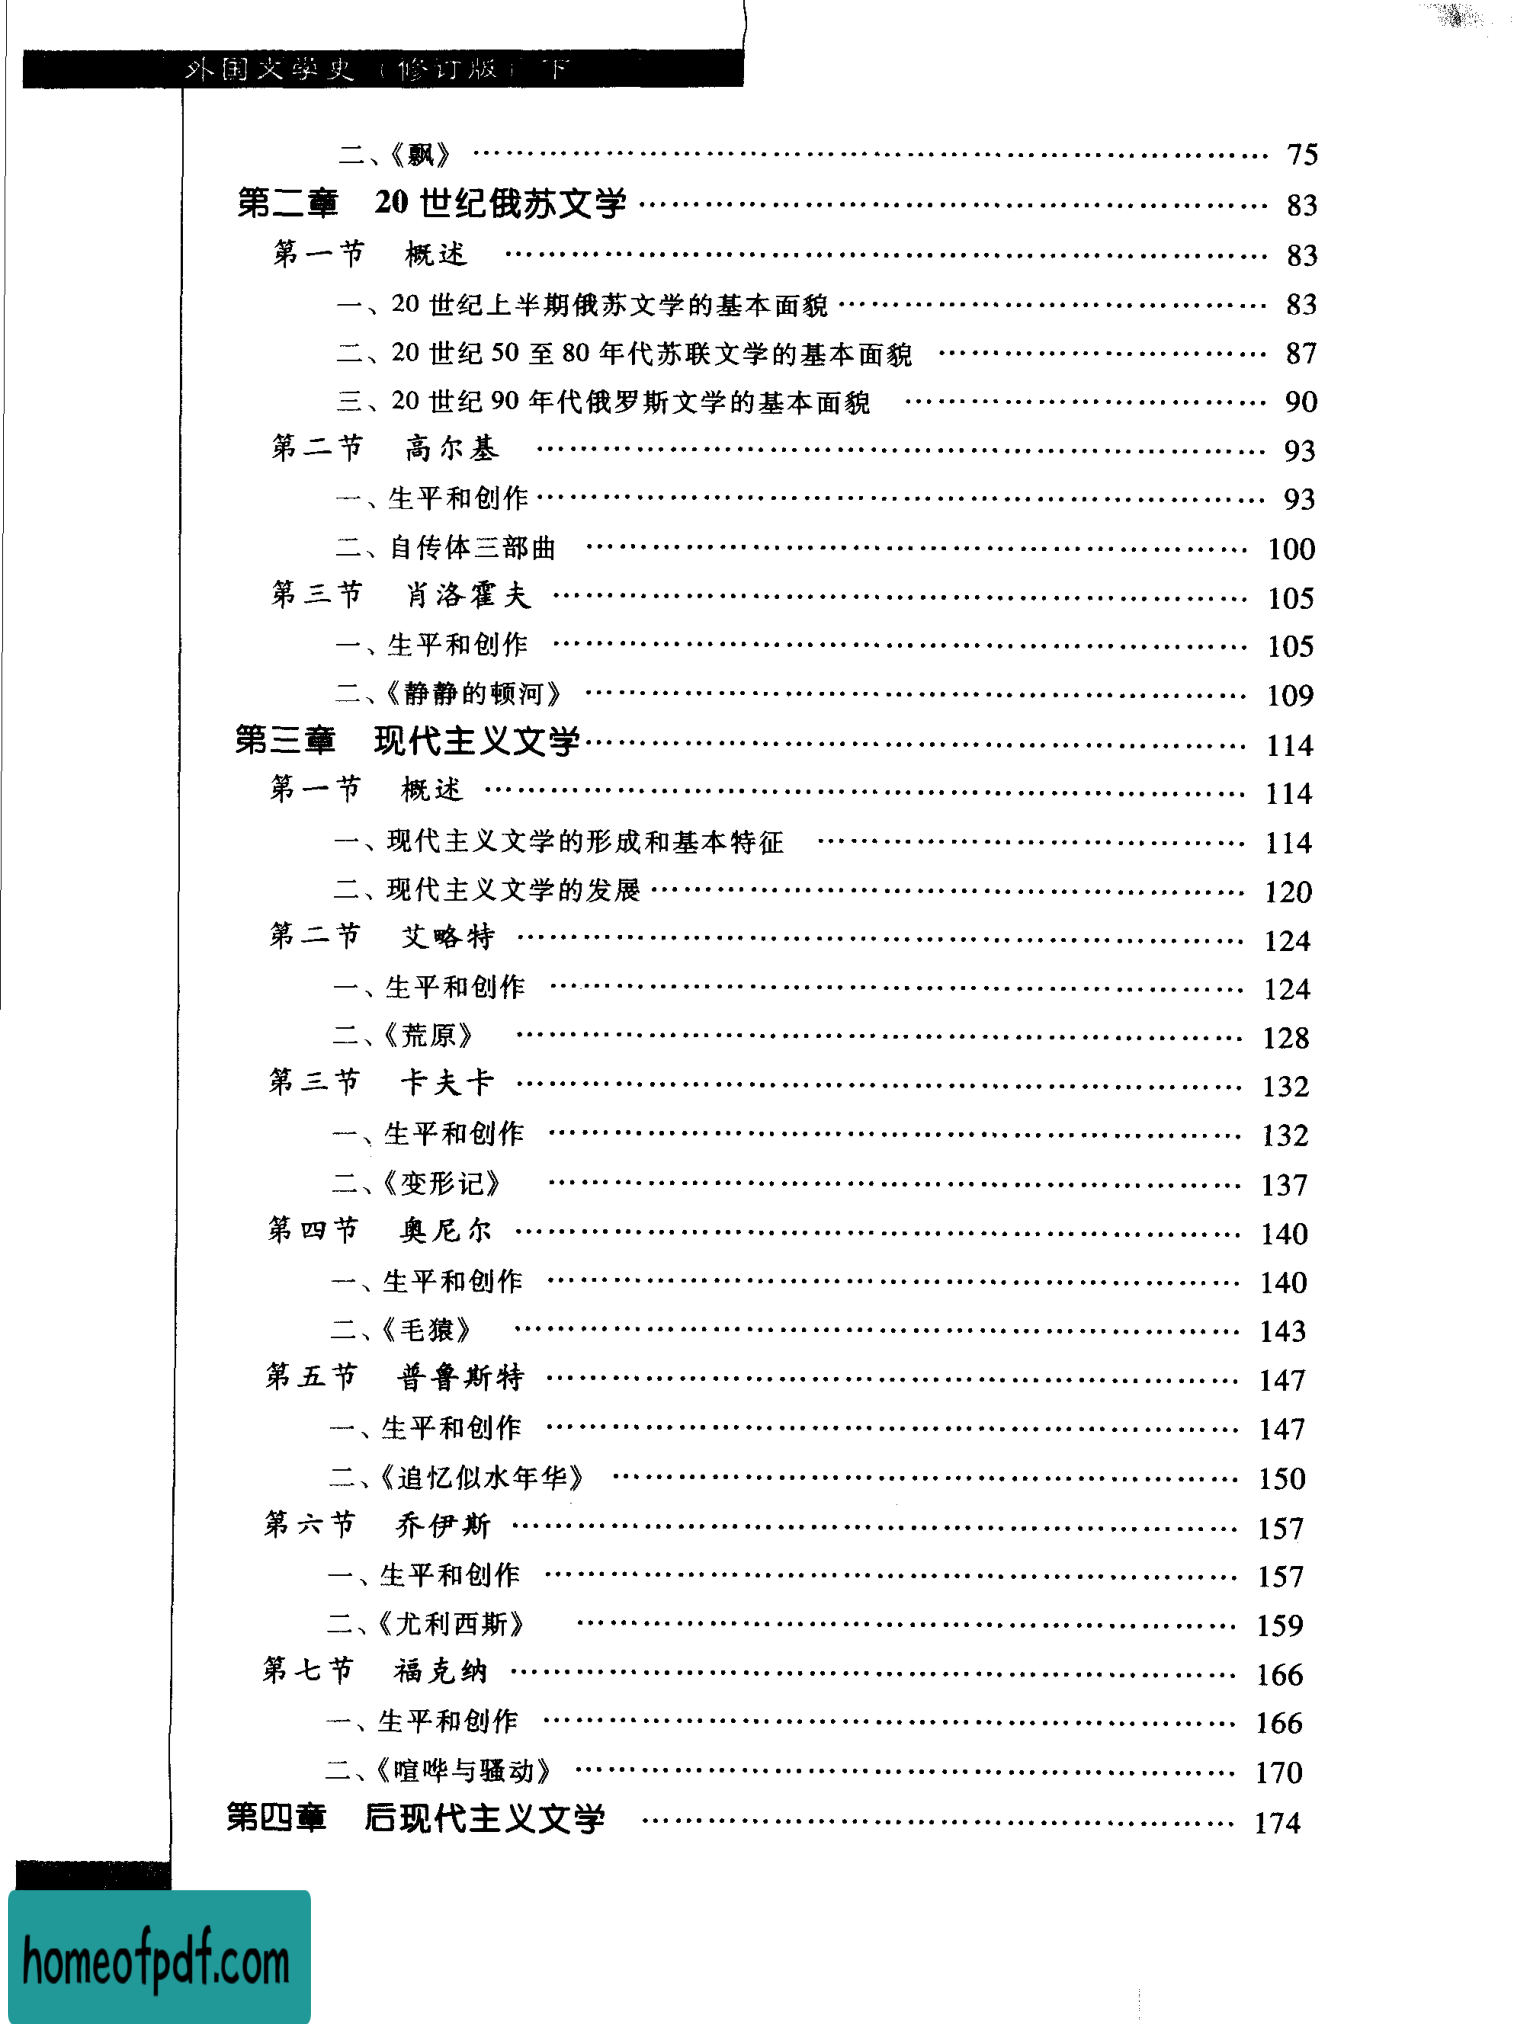 外国文学史（修订版）下
二、《飘》 …… 75
第二章 20世纪俄苏文学 …… 83
第一节 概述 …… 83
一、20世纪上半期俄苏文学的基本面貌 …… 83
二、20世纪50至80年代苏联文学的基本面貌 …… 87
三、20世纪90年代俄罗斯文学的基本面貌 …… 90
第二节 高尔基 …… 93
一、生平和创作 …… 93
二、自传体三部曲 …… 100
第三节 肖洛霍夫 …… 105
一、生平和创作 …… 105
二、《静静的顿河》 …… 109
第三章 现代主义文学 …… 114
第一节 概述 …… 114
一、现代主义文学的形成和基本特征 …… 114
二、现代主义文学的发展 …… 120
第二节 艾略特 …… 124
一、生平和创作 …… 124
二、《荒原》 …… 128
第三节 卡夫卡 …… 132
一、生平和创作 …… 132
二、《变形记》 …… 137
第四节 奥尼尔 …… 140
一、生平和创作 …… 140
二、《毛猿》 …… 143
第五节 普鲁斯特 …… 147
一、生平和创作 …… 147
二、《追忆似水年华》 …… 150
第六节 乔伊斯 …… 157
一、生平和创作 …… 157
二、《尤利西斯》 …… 159
第七节 福克纳 …… 166
一、生平和创作 …… 166
二、《喧哗与骚动》 …… 170
第四章 后现代主义文学 …… 174
homeofpdf.com